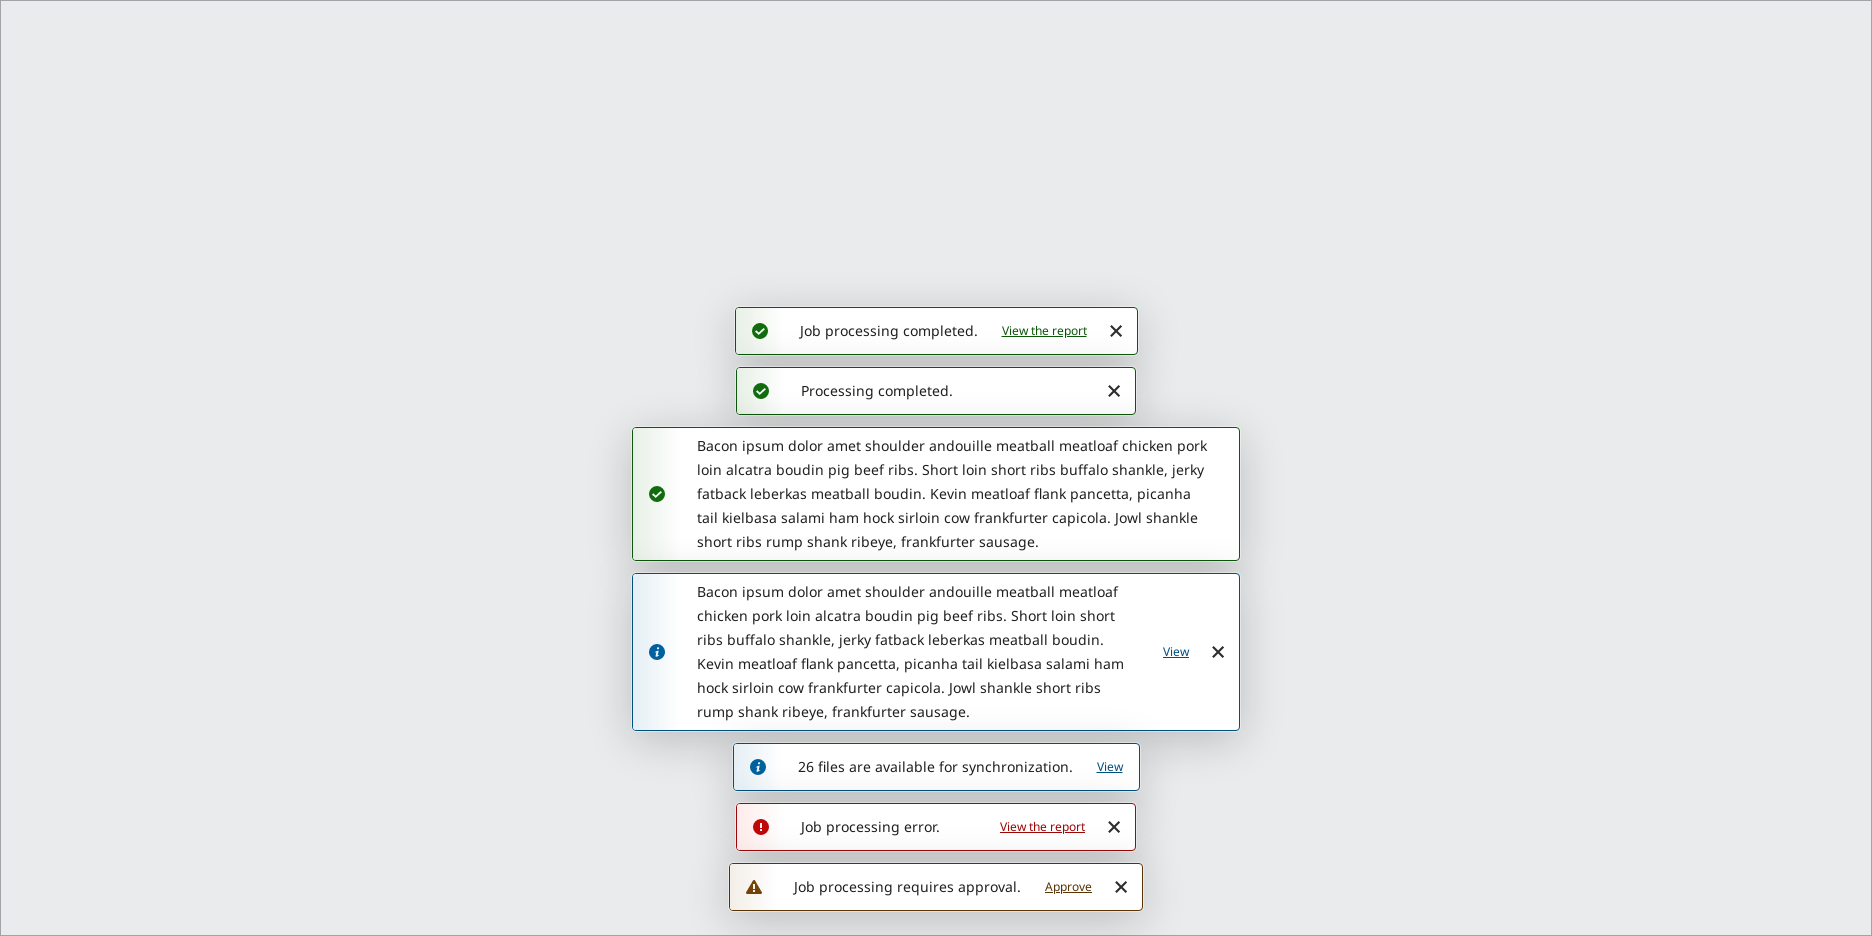 Job processing completed. View the report
Processing completed.
Bacon ipsum dolor amet shoulder andouille meatball meatloaf chicken pork
loin alcatra boudin pig beef ribs. Short loin short ribs buffalo shankle, jerky
fatback leberkas meatball boudin. Kevin meatloaf flank pancetta, picanha
tail kielbasa salami ham hock sirloin cow frankfurter capicola. Jowl shankle
short ribs rump shank ribeye, frankfurter sausage.
Bacon ipsum dolor amet shoulder andouille meatball meatloaf
chicken pork loin alcatra boudin pig beef ribs. Short loin short
ribs buffalo shankle, jerky fatback leberkas meatball boudin.
Kevin meatloaf flank pancetta, picanha tail kielbasa salami ham
hock sirloin cow frankfurter capicola. Jowl shankle short ribs
rump shank ribeye, frankfurter sausage.
View
26 files are available for synchronization. View
Job processing error. View the report
Job processing requires approval. Approve